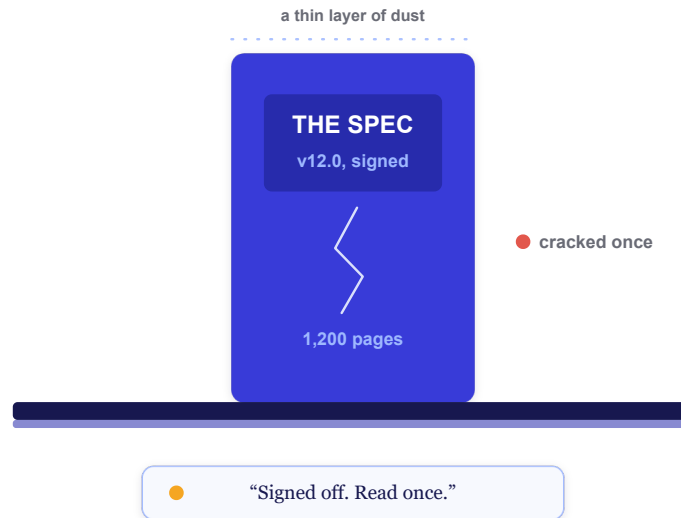 a thin layer of dust
THE SPEC
v12.0, signed
cracked once
1,200 pages
“Signed off. Read once.”